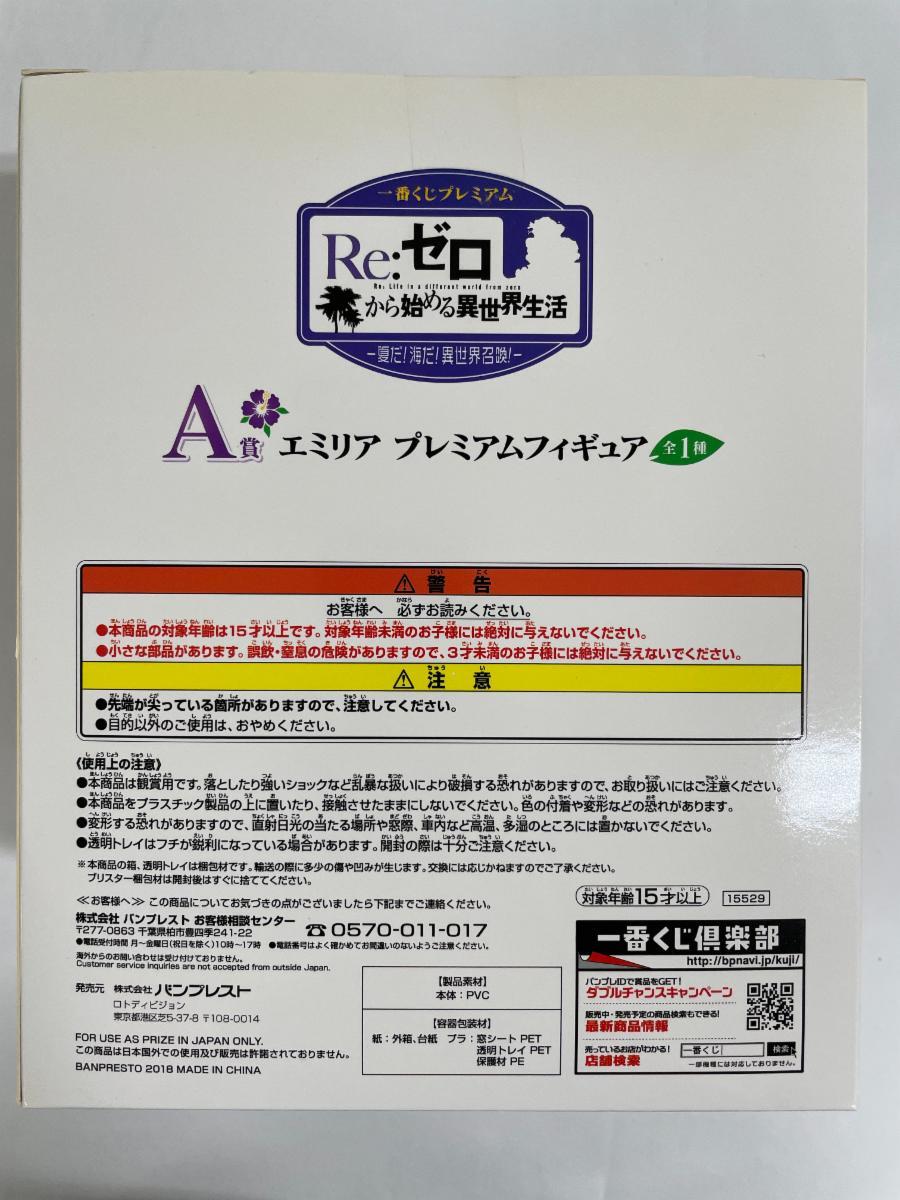 一番くじプレミアム
Re:ゼロ
Re: Life in a different world from zero
から始める異世界生活
−夏だ!海だ!異世界召喚!−
A賞 エミリア プレミアムフィギュア 全1種
⚠ 警告
お客様へ 必ずお読みください。
●本商品の対象年齢は15才以上です。対象年齢未満のお子様には絶対に与えないでください。
●小さな部品があります。誤飲・窒息の危険がありますので、3才未満のお子様には絶対に与えないでください。
⚠ 注意
●先端が尖っている箇所がありますので、注意してください。
●目的以外のご使用は、おやめください。
《使用上の注意》
●本商品は観賞用です。落としたり強いショックなど乱暴な扱いにより破損する恐れがありますので、お取り扱いにはご注意ください。
●本商品をプラスチック製品の上に置いたり、接触させたままにしないでください。色の付着や変形などの恐れがあります。
●変形する恐れがありますので、直射日光の当たる場所や窓際、車内など高温、多湿のところには置かないでください。
●透明トレイはフチが鋭利になっている場合があります。開封の際は十分ご注意ください。
※本商品の箱、透明トレイは梱包材です。輸送の際に多少の傷や凹みが生じます。交換には応じかねますのでご了承ください。
ブリスター梱包材は開封後はすぐに捨ててください。
≪お客様へ≫ この商品についてお気づきの点がございましたら下記までご連絡ください。
株式会社 バンプレスト お客様相談センター
〒277-0863 千葉県柏市豊四季241-22
☎0570-011-017
●電話受付時間 月〜金曜日(祝日を除く)10時〜17時 ●電話番号はよく確かめてお間違いのないようご注意ください。
海外からのお問い合わせは受け付けておりません。
Customer service inquiries are not accepted from outside Japan.
発売元 株式会社 バンプレスト
ロトディビジョン
東京都港区芝5-37-8 〒108-0014
FOR USE AS PRIZE IN JAPAN ONLY.
この商品は日本国外での使用及び販売は許諾されておりません。
BANPRESTO 2018 MADE IN CHINA
【製品素材】
本体:PVC
【容器包装材】
紙:外箱、台紙 プラ:窓シート PET
透明トレイ PET
保護材 PE
対象年齢15才以上
15529
一番くじ倶楽部
http://bpnavi.jp/kuji/
バンプレIDで賞品をGET!
ダブルチャンスキャンペーン
販売中・発売予定の商品検索もできる!
最新商品情報
売っているお店がわかる!
店舗検索
一番くじ 検索
一部機種には対応しておりません。